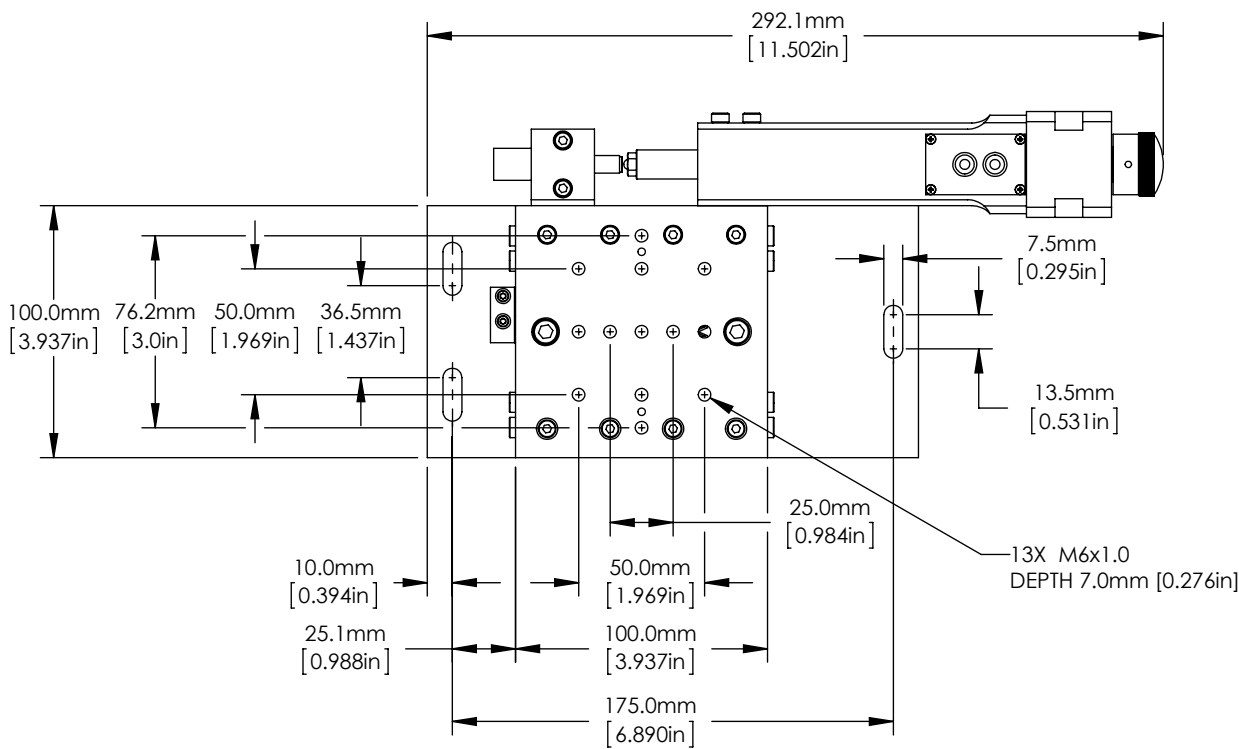 292.1mm
[11.502in]
7.5mm
[0.295in]
100.0mm
[3.937in]
76.2mm
[3.0in]
50.0mm
[1.969in]
36.5mm
[1.437in]
13.5mm
[0.531in]
25.0mm
[0.984in]
13X M6x1.0
DEPTH 7.0mm [0.276in]
10.0mm
[0.394in]
50.0mm
[1.969in]
25.1mm
[0.988in]
100.0mm
[3.937in]
175.0mm
[6.890in]